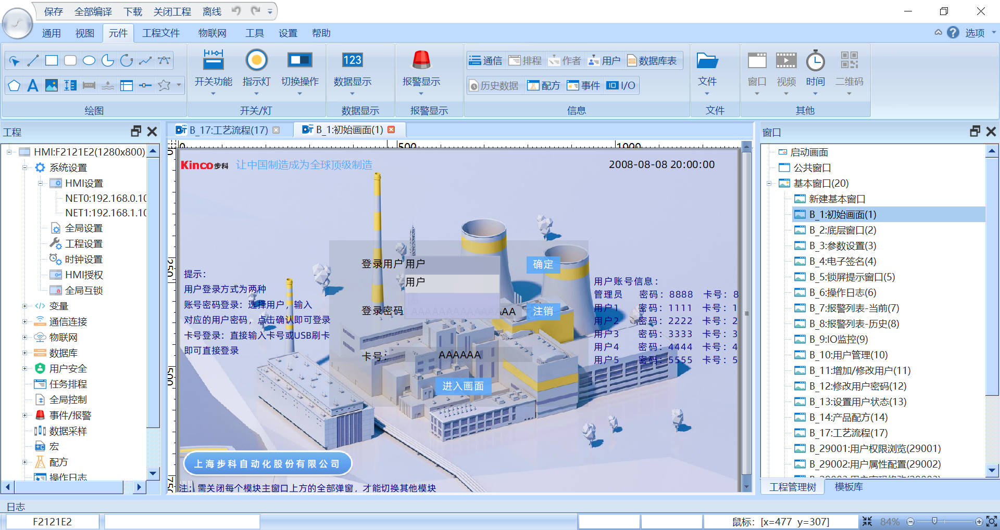 保存 全部编译 下载 关闭工程 离线
通用 视图 元件 工程文件 物联网 工具 设置 帮助 选项
开关功能 指示灯 切换操作 数据显示 报警显示 通信 排程 作者 用户 数据库表 文件 窗口 视频 时间 二维码
123
历史数据 配方 事件 I/O
绘图 开关/灯 数据显示 报警显示 信息 文件 其他
工程
HMI:F2121E2(1280x800)
系统设置
HMI设置
NET0:192.168.0.10
NET1:192.168.1.10
全局设置
工程设置
时钟设置
HMI授权
全局互锁
变量
通信连接
物联网
数据库
用户安全
任务排程
全局控制
事件/报警
数据采样
宏
配方
操作日志
B_17:工艺流程(17) B_1:初始画面(1)
0 500 1000
250
500
750
Kinco步科 让中国制造成为全球顶级制造 2008-08-08 20:00:00
登录用户 用户 确定
用户
登录密码 AAAAAAAAAAAAAAA 注销
卡号: AAAAAA
进入画面
提示：
用户登录方式为两种
账号密码登录：选择用户，输入
对应的用户密码，点击确认即可登录
卡号登录：直接输入卡号或USB刷卡
即可直接登录
用户账号信息：
管理员 密码：8888 卡号：8
用户1 密码：1111 卡号：1
用户2 密码：2222 卡号：2
用户3 密码：3333 卡号：3
用户4 密码：4444 卡号：4
用户5 密码：5555 卡号：5
上海步科自动化股份有限公司
注：需关闭每个模块主窗口上方的全部弹窗，才能切换其他模块
窗口
启动画面
公共窗口
基本窗口(20)
新建基本窗口
B_1:初始画面(1)
B_2:底层窗口(2)
B_3:参数设置(3)
B_4:电子签名(4)
B_5:锁屏提示窗口(5)
B_6:操作日志(6)
B_7:报警列表-当前(7)
B_8:报警列表-历史(8)
B_9:IO监控(9)
B_10:用户管理(10)
B_11:增加/修改用户(11)
B_12:修改用户密码(12)
B_13:设置用户状态(13)
B_14:产品配方(14)
B_17:工艺流程(17)
B_29001:用户权限浏览(29001)
B_29002:用户属性配置(29002)
B_29003:用户密码修改(29003)
工程管理树 模板库
日志
F2121E2 鼠标: [x=477 y=307] 84%